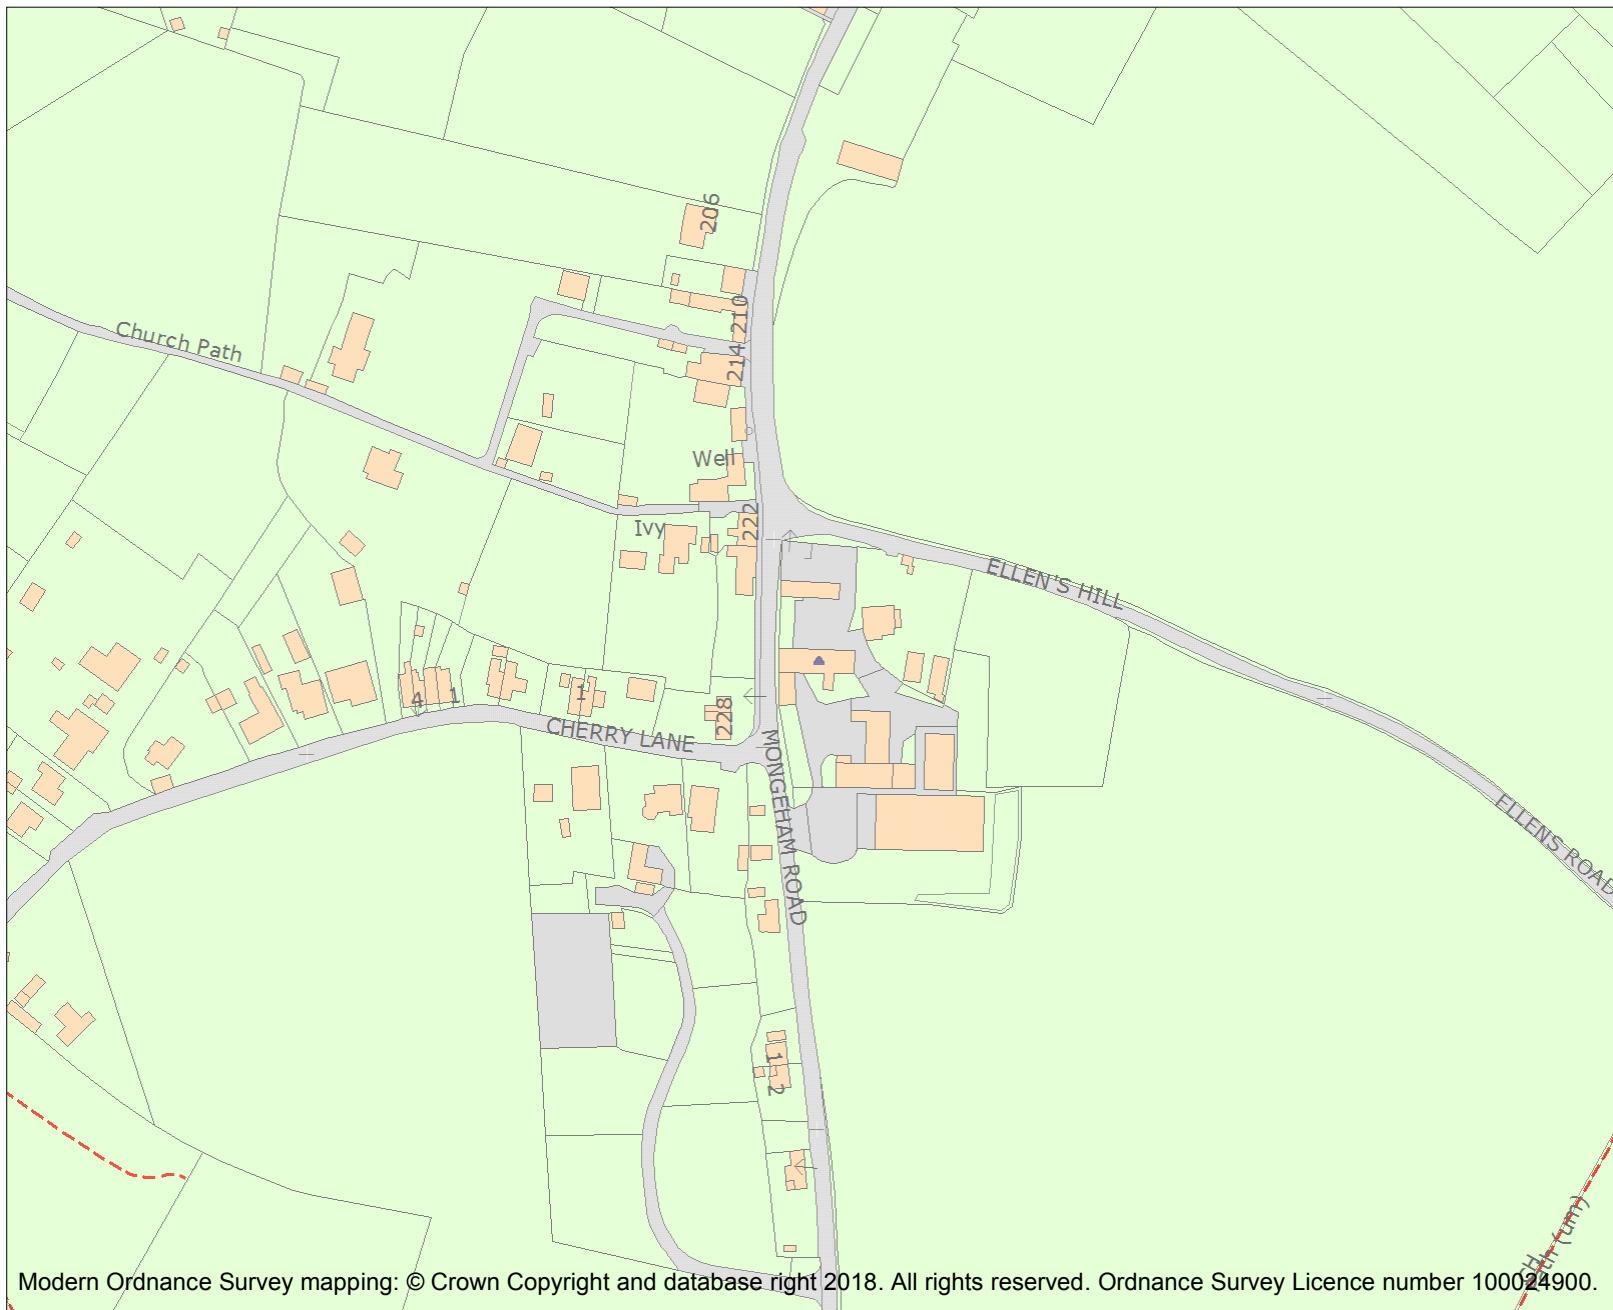 206
210
214
Church Path
Well
222
Ivy
ELLEN'S HILL
4
1
1
228
CHERRY LANE
MONGEHAM ROAD
ELLENS ROAD
1
2
Modern Ordnance Survey mapping: © Crown Copyright and database right 2018. All rights reserved. Ordnance Survey Licence number 100024900.